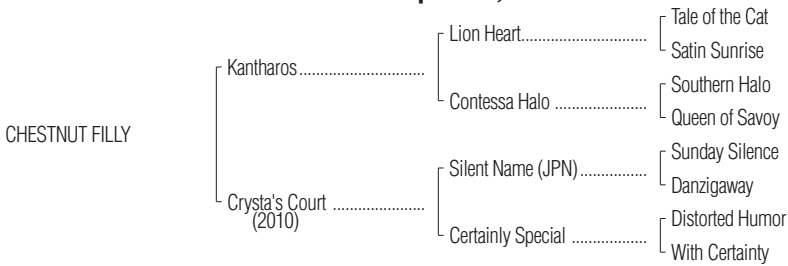 CHESTNUT FILLY
Kantharos
Crysta's Court
(2010)
Lion Heart
Contessa Halo
Silent Name (JPN)
Certainly Special
Tale of the Cat
Satin Sunrise
Southern Halo
Queen of Savoy
Sunday Silence
Danzigaway
Distorted Humor
With Certainty